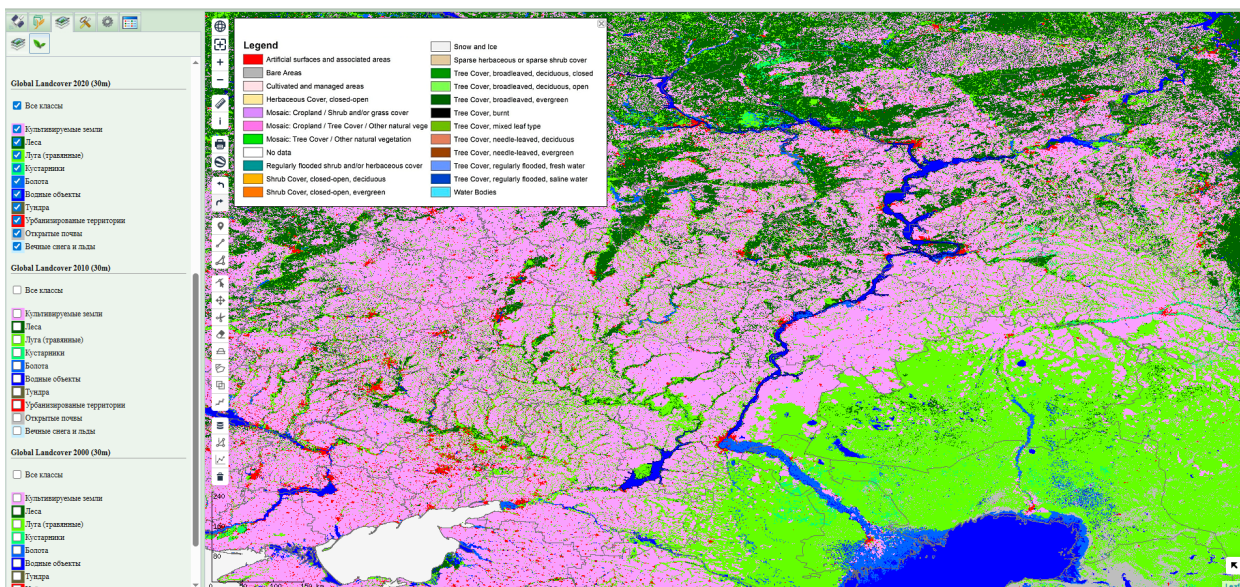 Global Landcover 2020 (30m)
Все классы
Культивируемые земли
Леса
Луга (травянные)
Кустарники
Болота
Водные объекты
Тундра
Урбанизированые территории
Открытые почвы
Вечные снега и льды
Global Landcover 2010 (30m)
Все классы
Культивируемые земли
Леса
Луга (травянные)
Кустарники
Болота
Водные объекты
Тундра
Урбанизированые территории
Открытые почвы
Вечные снега и льды
Global Landcover 2000 (30m)
Все классы
Культивируемые земли
Леса
Луга (травянные)
Кустарники
Болота
Водные объекты
Тундра
Legend
Artificial surfaces and associated areas
Bare Areas
Cultivated and managed areas
Herbaceous Cover, closed-open
Mosaic: Cropland / Shrub and/or grass cover
Mosaic: Cropland / Tree Cover / Other natural vege
Mosaic: Tree Cover / Other natural vegetation
No data
Regularly flooded shrub and/or herbaceous cover
Shrub Cover, closed-open, deciduous
Shrub Cover, closed-open, evergreen
Snow and Ice
Sparse herbaceous or sparse shrub cover
Tree Cover, broadleaved, deciduous, closed
Tree Cover, broadleaved, deciduous, open
Tree Cover, broadleaved, evergreen
Tree Cover, burnt
Tree Cover, mixed leaf type
Tree Cover, needle-leaved, deciduous
Tree Cover, needle-leaved, evergreen
Tree Cover, regularly flooded, fresh water
Tree Cover, regularly flooded, saline water
Water Bodies
240
160
80
0